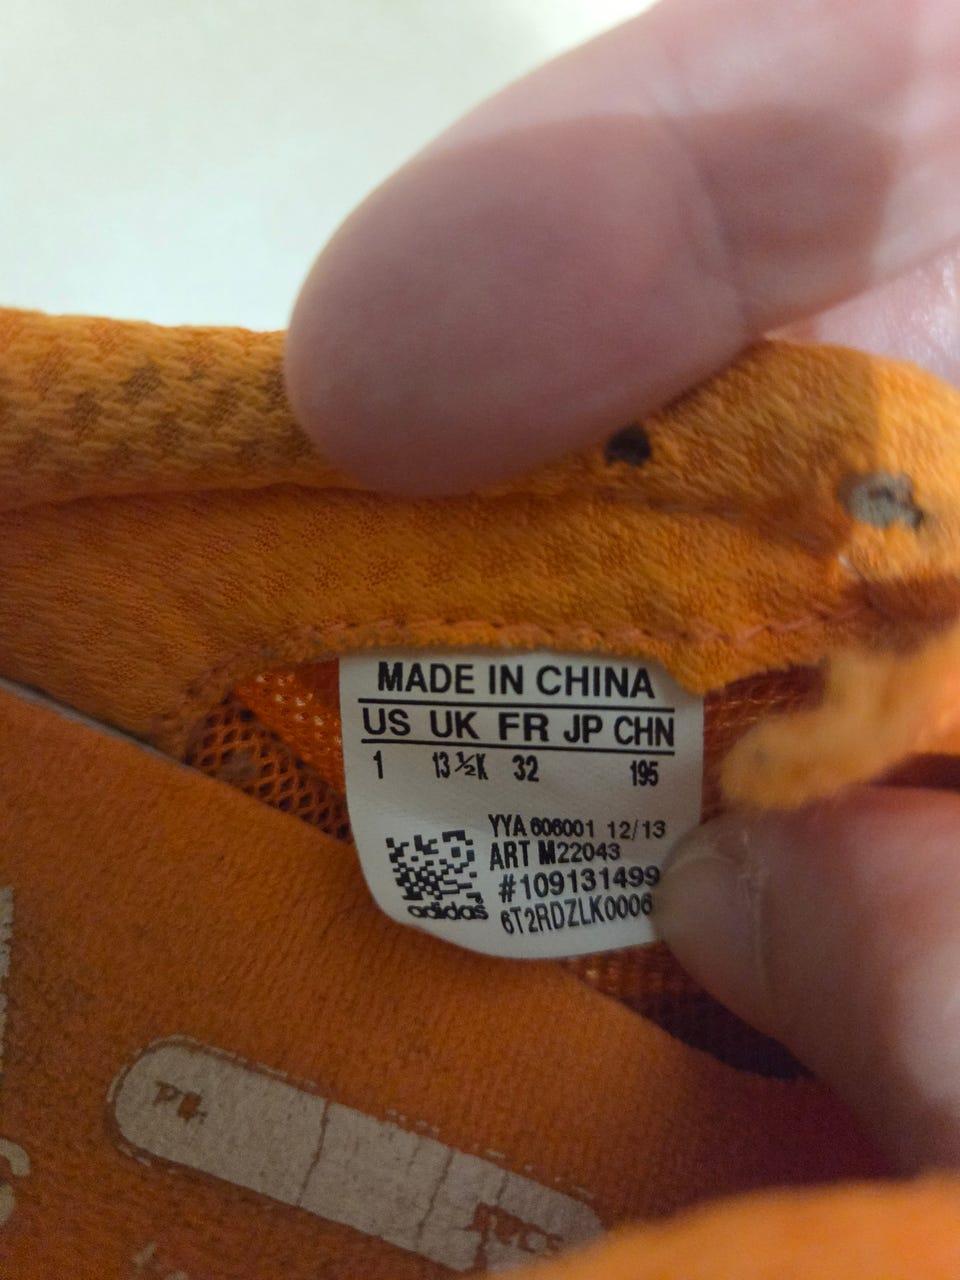 MADE IN CHINA
US UK FR JP CHN
1 13 ½K 32 195
YYA 606001 12/13
ART M22043
#109131499
adidas 6T2RDZLK0006